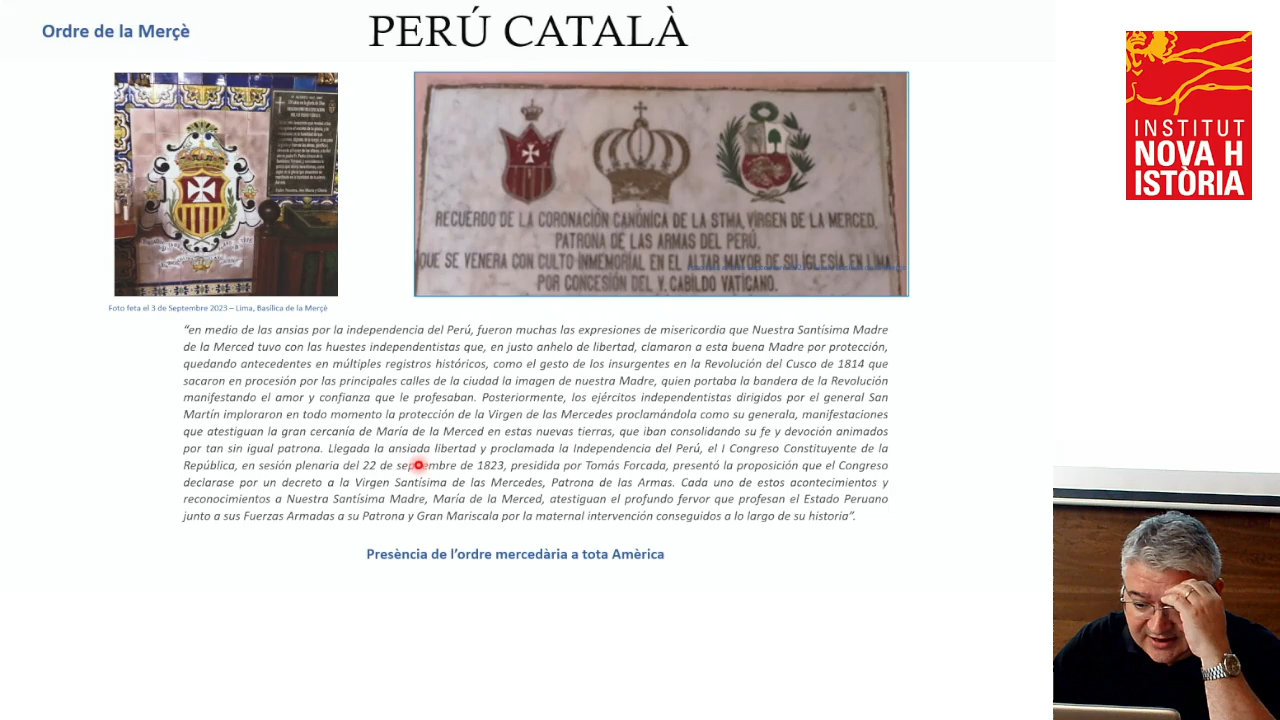 Ordre de la Merçè
PERÚ CATALÀ
INSTITUT
NOVA H
ISTÒRIA
RECUERDO DE LA CORONACIÓN CANÓNICA DE LA STMA. VIRGEN DE LA MERCED,
PATRONA DE LAS ARMAS DEL PERÚ.
QUE SE VENERA CON CULTO INMEMORIAL EN EL ALTAR MAYOR DE SU IGLESIA EN LIMA
POR CONCESIÓN DEL V. CABILDO VATICANO.
Foto feta el 3 de Septembre 2023 – Lima, Basílica de la Merçè
“en medio de las ansias por la independencia del Perú, fueron muchas las expresiones de misericordia que Nuestra Santísima Madre
de la Merced tuvo con las huestes independentistas que, en justo anhelo de libertad, clamaron a esta buena Madre por protección,
quedando antecedentes en múltiples registros históricos, como el gesto de los insurgentes en la Revolución del Cusco de 1814 que
sacaron en procesión por las principales calles de la ciudad la imagen de nuestra Madre, quien portaba la bandera de la Revolución
manifestando el amor y confianza que le profesaban. Posteriormente, los ejércitos independentistas dirigidos por el general San
Martín imploraron en todo momento la protección de la Virgen de las Mercedes proclamándola como su generala, manifestaciones
que atestiguan la gran cercanía de María de la Merced en estas nuevas tierras, que iban consolidando su fe y devoción animados
por tan sin igual patrona. Llegada la ansiada libertad y proclamada la Independencia del Perú, el I Congreso Constituyente de la
República, en sesión plenaria del 22 de septiembre de 1823, presidida por Tomás Forcada, presentó la proposición que el Congreso
declarase por un decreto a la Virgen Santísima de las Mercedes, Patrona de las Armas. Cada uno de estos acontecimientos y
reconocimientos a Nuestra Santísima Madre, María de la Merced, atestiguan el profundo fervor que profesan el Estado Peruano
junto a sus Fuerzas Armadas a su Patrona y Gran Mariscala por la maternal intervención conseguidos a lo largo de su historia”.
Presència de l’ordre mercedària a tota Amèrica